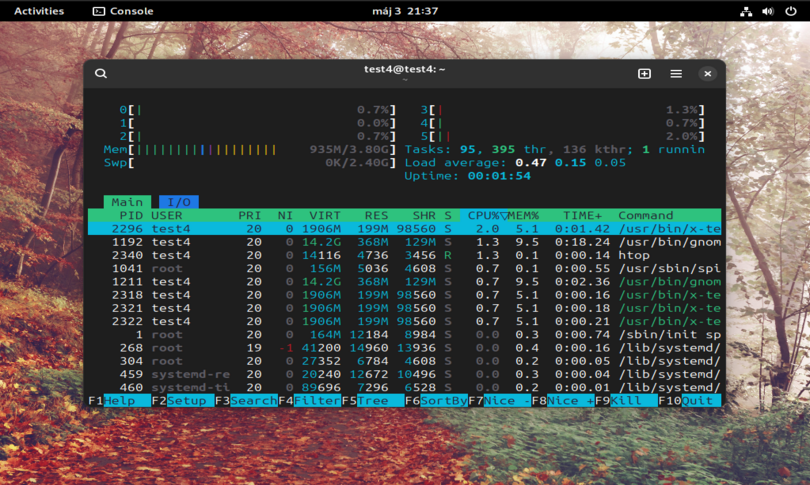 Activities Console máj 3 21:37
test4@test4: ~
~
0[| 0.7%] 3[| 1.3%]
1[ 0.0%] 4[| 0.7%]
2[| 0.7%] 5[|| 2.0%]
Mem[||||||||||||||||||||| 935M/3.80G] Tasks: 95, 395 thr, 136 kthr; 1 runnin
Swp[ 0K/2.40G] Load average: 0.47 0.15 0.05
Uptime: 00:01:54
Main I/O
PID USER PRI NI VIRT RES SHR S CPU%▽MEM% TIME+ Command
2296 test4 20 0 1906M 199M 98560 S 2.0 5.1 0:01.42 /usr/bin/x-te
1192 test4 20 0 14.2G 368M 129M S 1.3 9.5 0:18.24 /usr/bin/gnom
2340 test4 20 0 14116 4736 3456 R 1.3 0.1 0:00.14 htop
1041 root 20 0 156M 5036 4608 S 0.7 0.1 0:00.55 /usr/sbin/spi
1211 test4 20 0 14.2G 368M 129M S 0.7 9.5 0:02.36 /usr/bin/gnom
2318 test4 20 0 1906M 199M 98560 S 0.7 5.1 0:00.16 /usr/bin/x-te
2321 test4 20 0 1906M 199M 98560 S 0.7 5.1 0:00.18 /usr/bin/x-te
2322 test4 20 0 1906M 199M 98560 S 0.7 5.1 0:00.21 /usr/bin/x-te
1 root 20 0 164M 12184 8984 S 0.0 0.3 0:00.74 /sbin/init sp
268 root 19 -1 41200 14960 13936 S 0.0 0.4 0:00.16 /lib/systemd/
304 root 20 0 27352 6784 4608 S 0.0 0.2 0:00.05 /lib/systemd/
459 systemd-re 20 0 20240 12672 10496 S 0.0 0.3 0:00.04 /lib/systemd/
460 systemd-ti 20 0 89696 7296 6528 S 0.0 0.2 0:00.01 /lib/systemd/
F1Help F2Setup F3SearchF4FilterF5Tree F6SortByF7Nice -F8Nice +F9Kill F10Quit